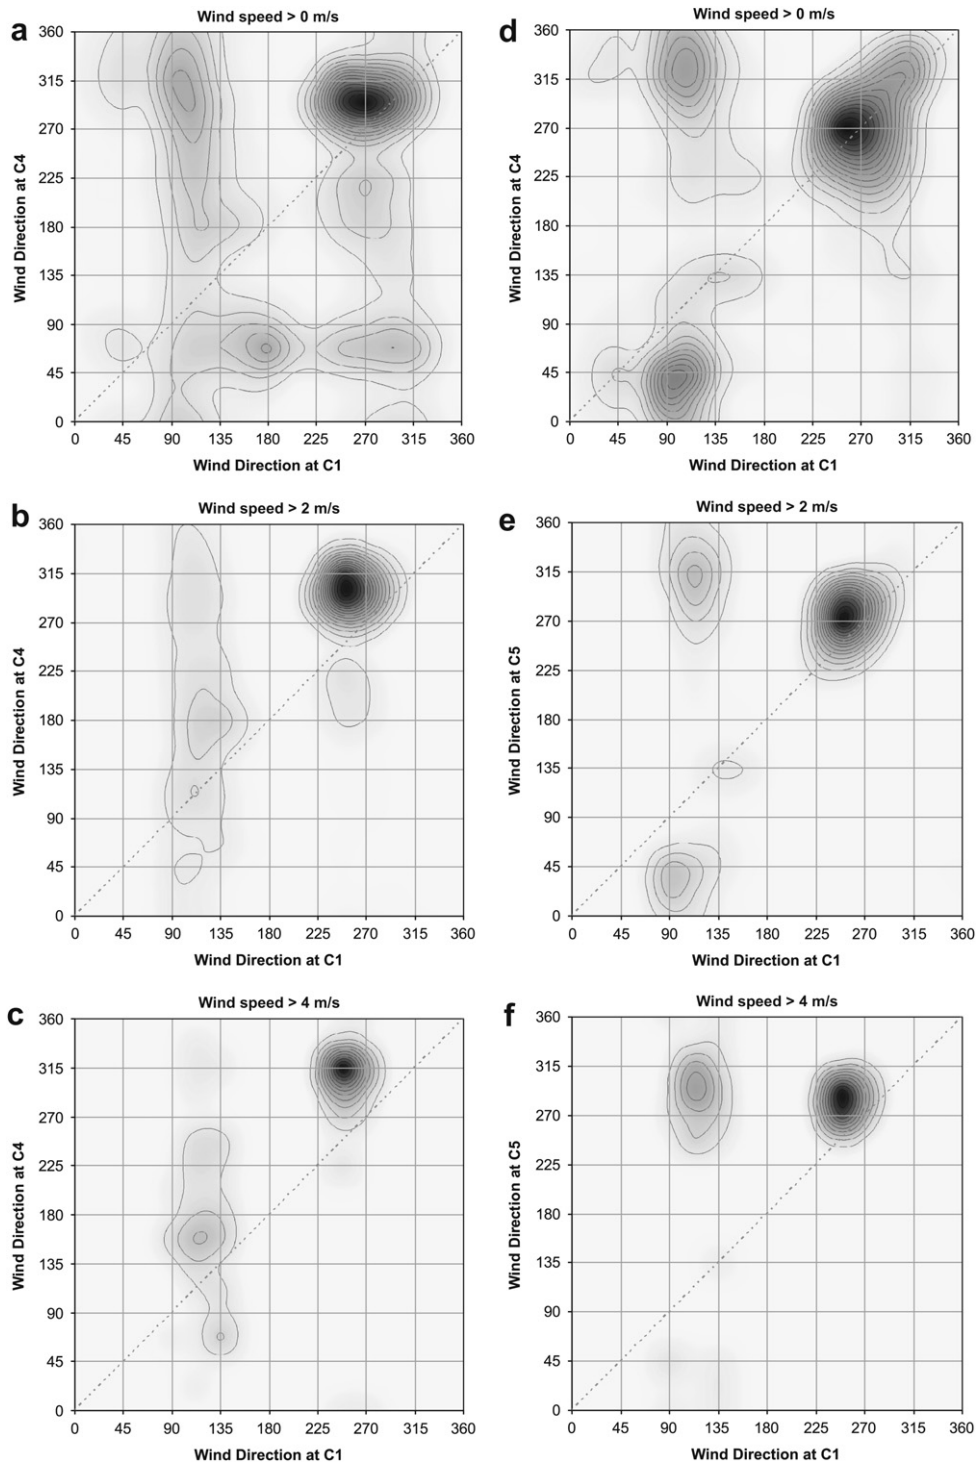 a
Wind speed > 0 m/s
Wind Direction at C4
360
315
270
225
180
135
90
45
0
0 45 90 135 180 225 270 315 360
Wind Direction at C1
d
Wind speed > 0 m/s
Wind Direction at C4
360
315
270
225
180
135
90
45
0
0 45 90 135 180 225 270 315 360
Wind Direction at C1
b
Wind speed > 2 m/s
Wind Direction at C4
360
315
270
225
180
135
90
45
0
0 45 90 135 180 225 270 315 360
Wind Direction at C1
e
Wind speed > 2 m/s
Wind Direction at C5
360
315
270
225
180
135
90
45
0
0 45 90 135 180 225 270 315 360
Wind Direction at C1
c
Wind speed > 4 m/s
Wind Direction at C4
360
315
270
225
180
135
90
45
0
0 45 90 135 180 225 270 315 360
Wind Direction at C1
f
Wind speed > 4 m/s
Wind Direction at C5
360
315
270
225
180
135
90
45
0
0 45 90 135 180 225 270 315 360
Wind Direction at C1